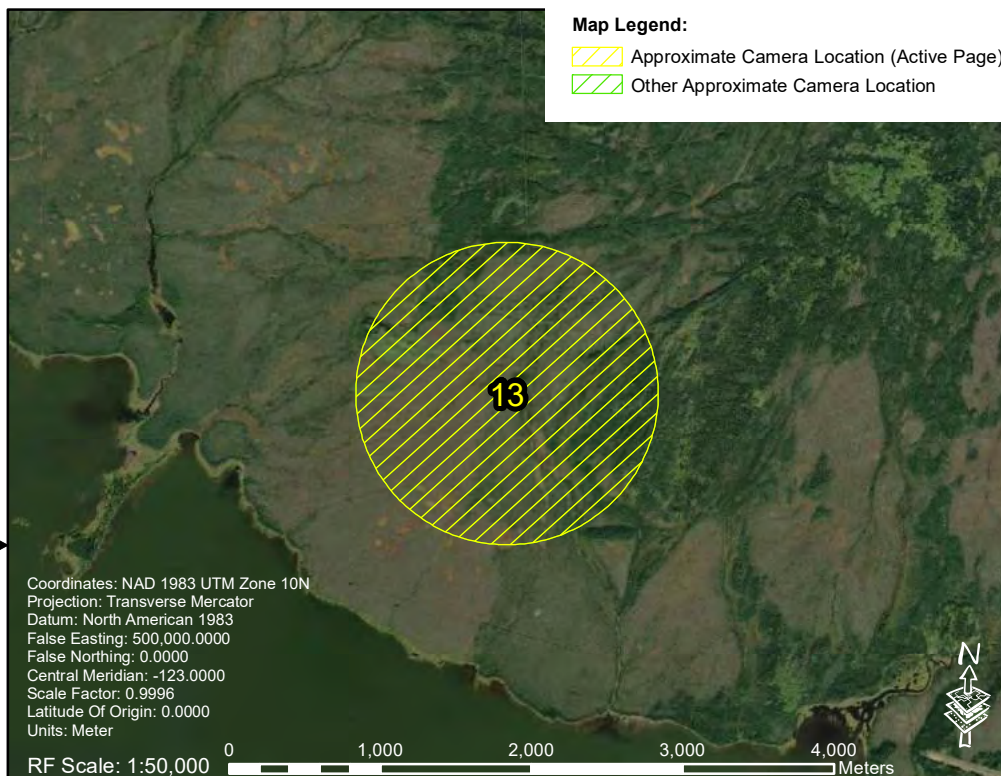 Map Legend:
Approximate Camera Location (Active Page)
Other Approximate Camera Location
13
Coordinates: NAD 1983 UTM Zone 10N
Projection: Transverse Mercator
Datum: North American 1983
False Easting: 500,000.0000
False Northing: 0.0000
Central Meridian: -123.0000
Scale Factor: 0.9996
Latitude Of Origin: 0.0000
Units: Meter
N
0 1,000 2,000 3,000 4,000
RF Scale: 1:50,000 Meters